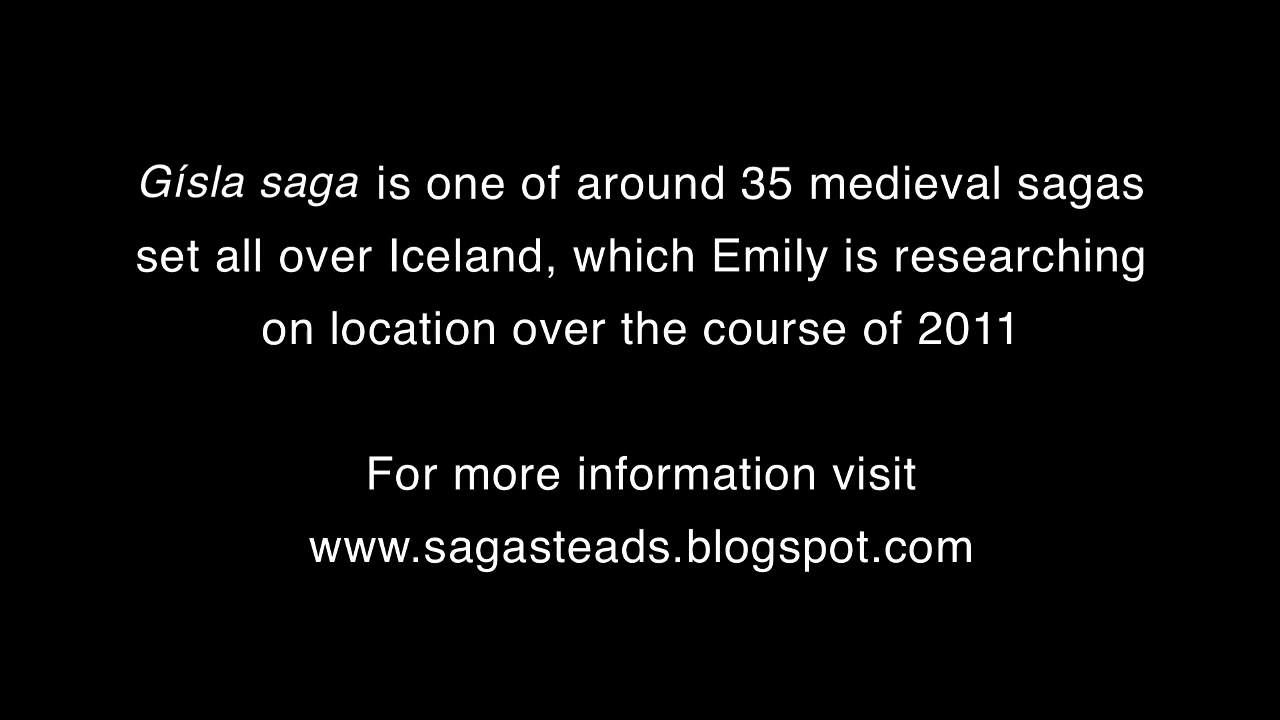 Gísla saga is one of around 35 medieval sagas
set all over Iceland, which Emily is researching
on location over the course of 2011
For more information visit
www.sagasteads.blogspot.com